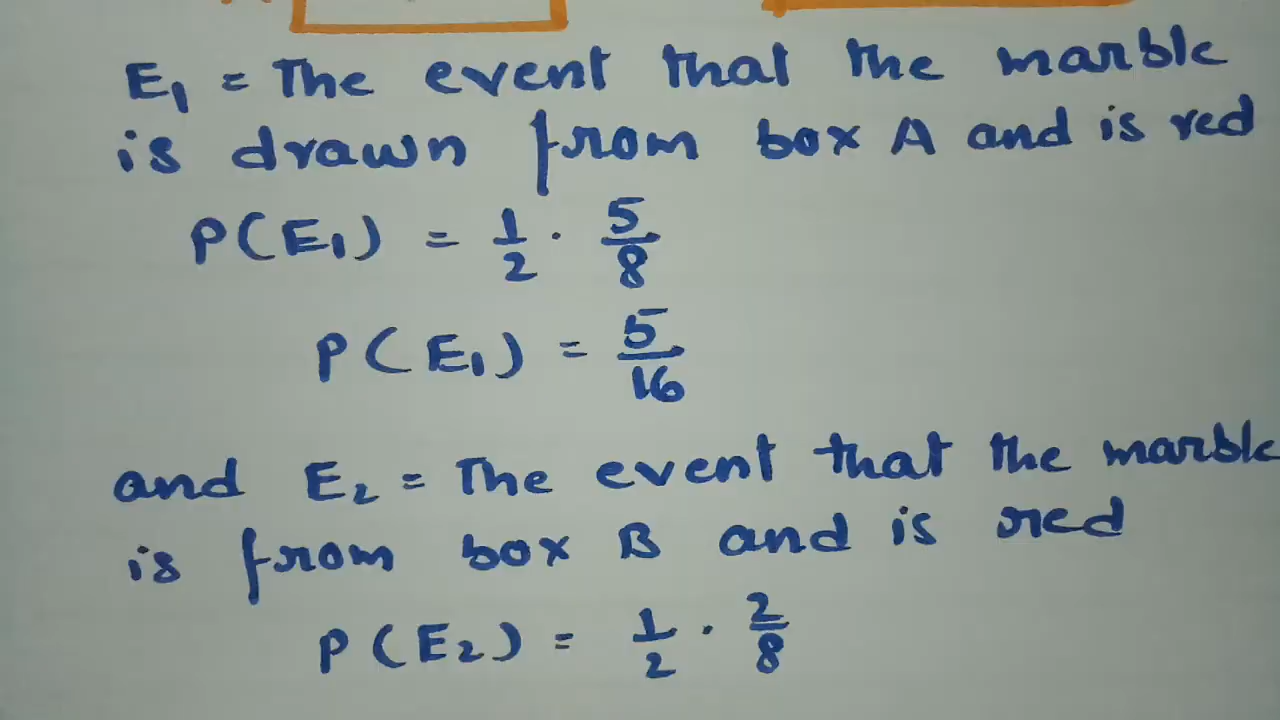 E₁ = The event that the marble
is drawn from box A and is red
P(E₁) = 1/2 · 5/8
P(E₁) = 5/16
and E₂ = The event that the marble
is from box B and is red
P(E₂) = 1/2 · 2/8